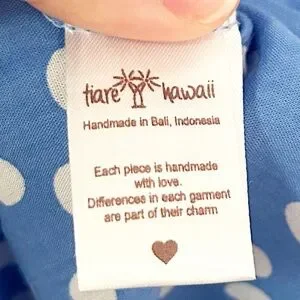 tiare hawaii
Handmade in Bali, Indonesia
Each piece is handmade
with love.
Differences in each garment
are part of their charm